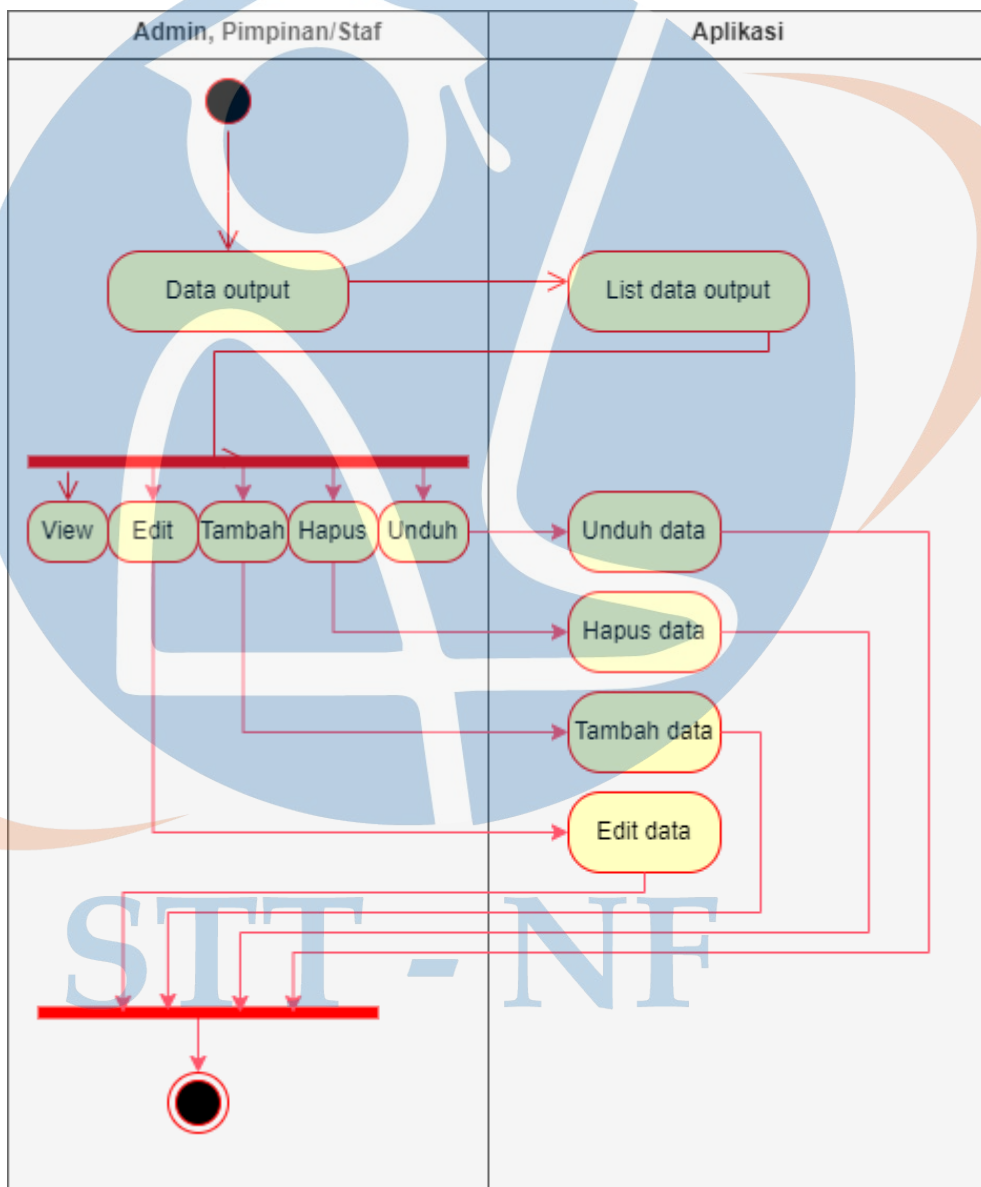 Admin, Pimpinan/Staf
Aplikasi
Data output
List data output
View
Edit
Tambah
Hapus
Unduh
Unduh data
Hapus data
Tambah data
Edit data
STT - NF